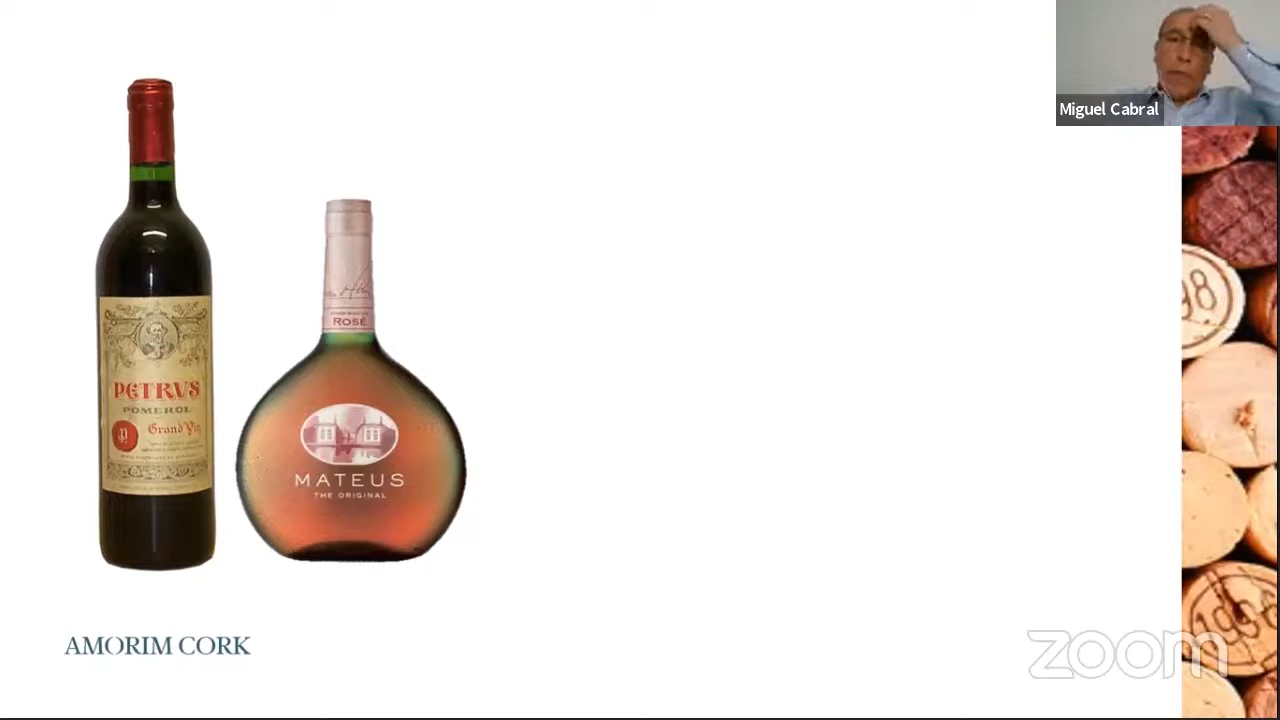 Miguel Cabral
ROSÉ
PETRVS
POMEROL
Grand Vin
MATEUS
THE ORIGINAL
98
AMORIM CORK
zoom